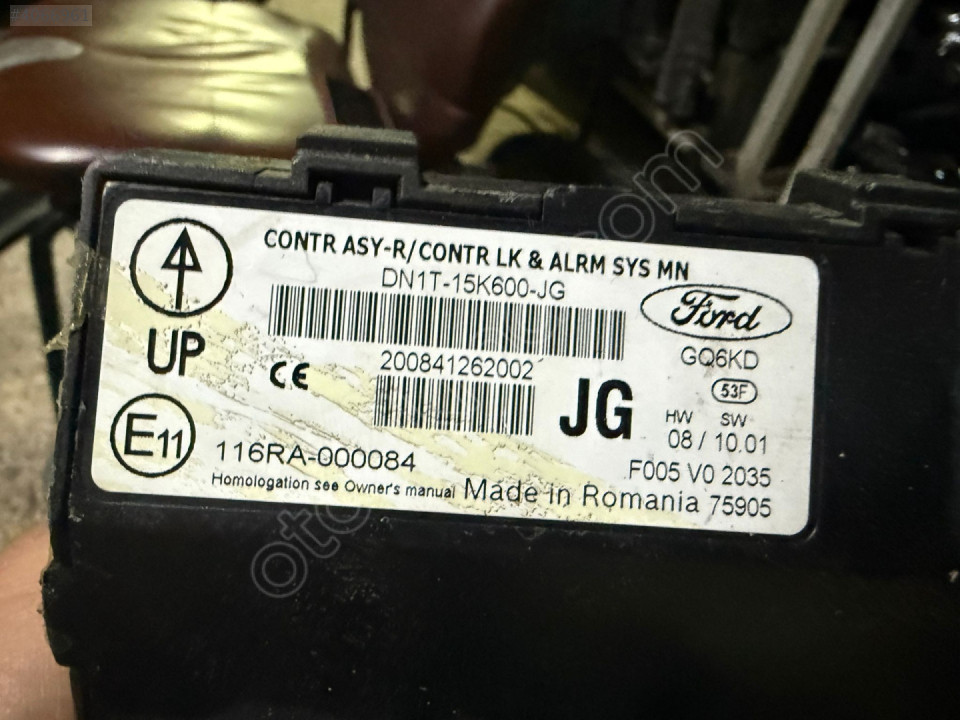 CONTR ASY-R/CONTR LK & ALRM SYS MN
DN1T-15K600-JG
Ford
UP
GQ6KD
CE
200841262002
JG
53F
HW SW
08 / 10.01
E11
116RA-000084
F005 V0 2035
Homologation see Owner's manual Made in Romania 75905